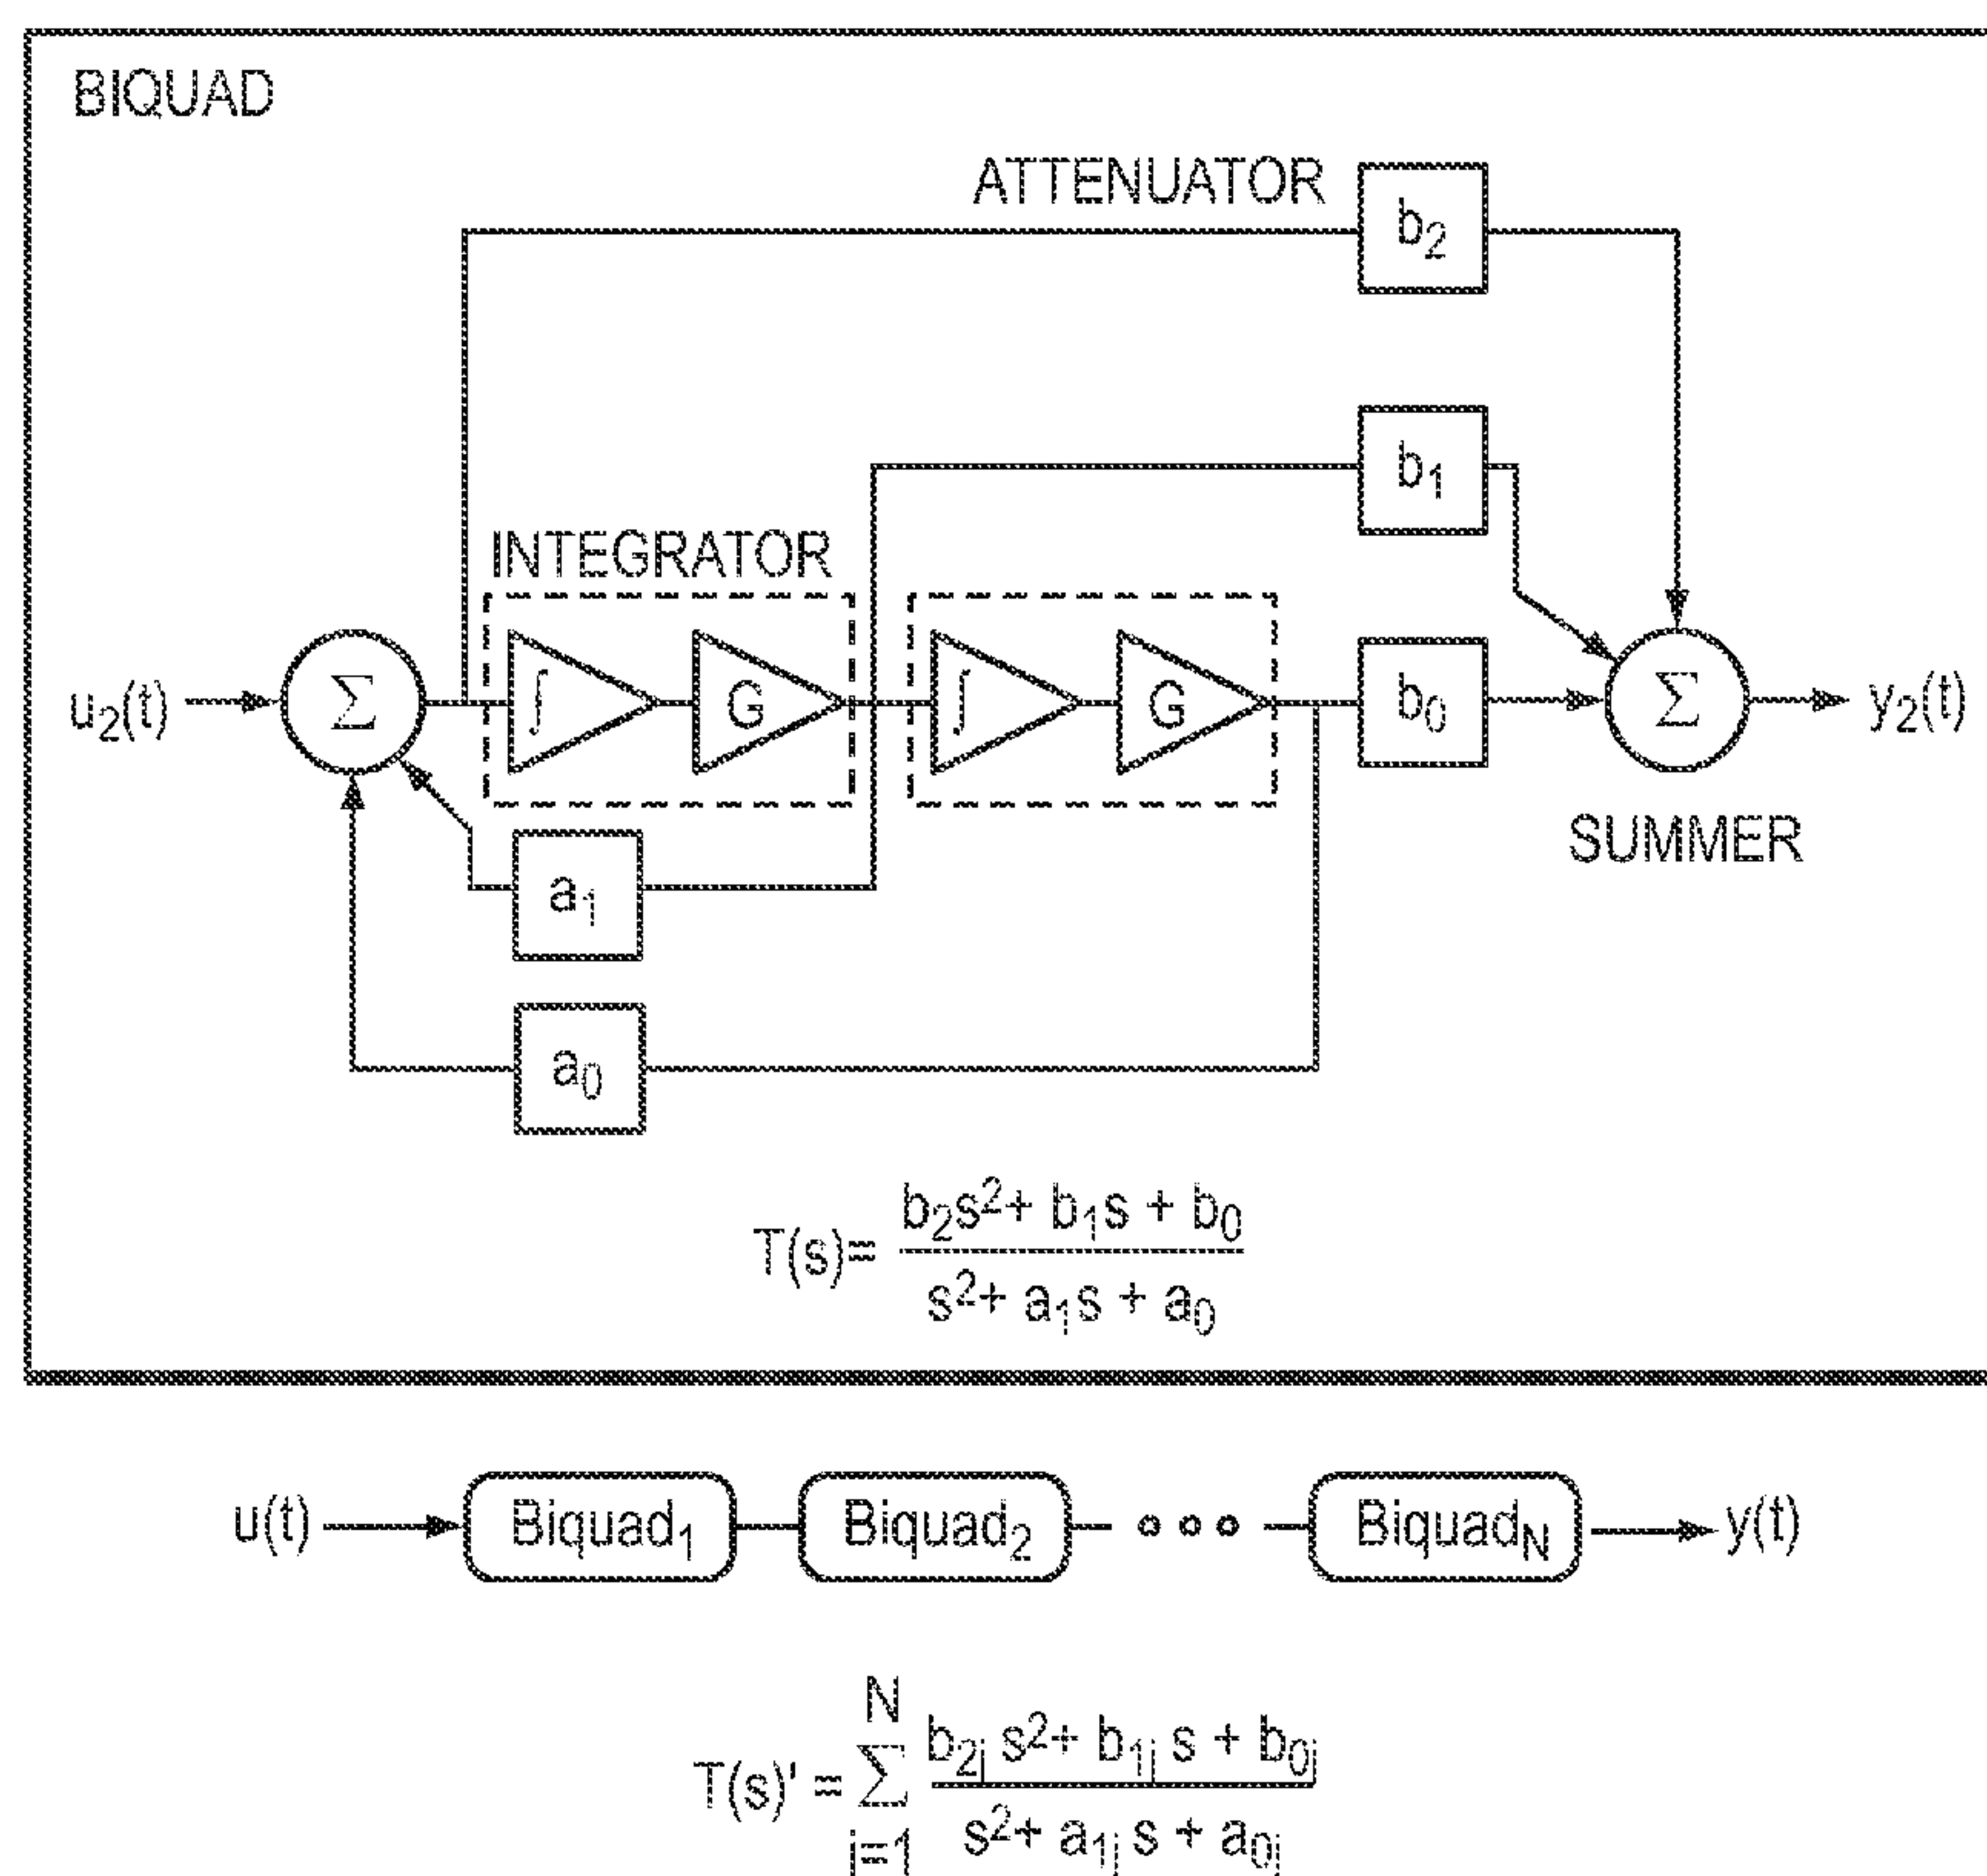 BIQUAD
ATTENUATOR
b₂
b₁
INTEGRATOR
u₂(t) Σ ∫ G ∫ G b₀ Σ y₂(t)
SUMMER
a₁
a₀
T(s)= (b₂s²+ b₁s + b₀) / (s²+ a₁s + a₀)
u(t) Biquad₁ Biquad₂ Biquad_N y(t)
N
T(s)' = Σ (b₂ⱼ s²+ b₁ⱼ s + b₀ⱼ) / (s²+ a₁ⱼ s + a₀ⱼ)
j=1